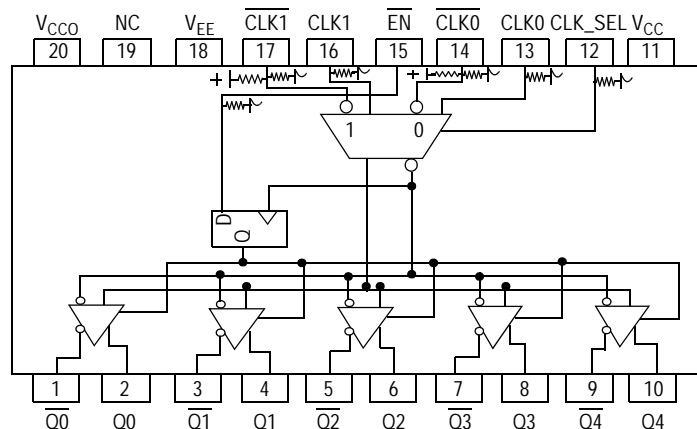 VCCO NC VEE CLK1 CLK1 EN CLK0 CLK0 CLK_SEL VCC
20 19 18 17 16 15 14 13 12 11
+ +
1 0
D
Q
1 2 3 4 5 6 7 8 9 10
Q0 Q0 Q1 Q1 Q2 Q2 Q3 Q3 Q4 Q4